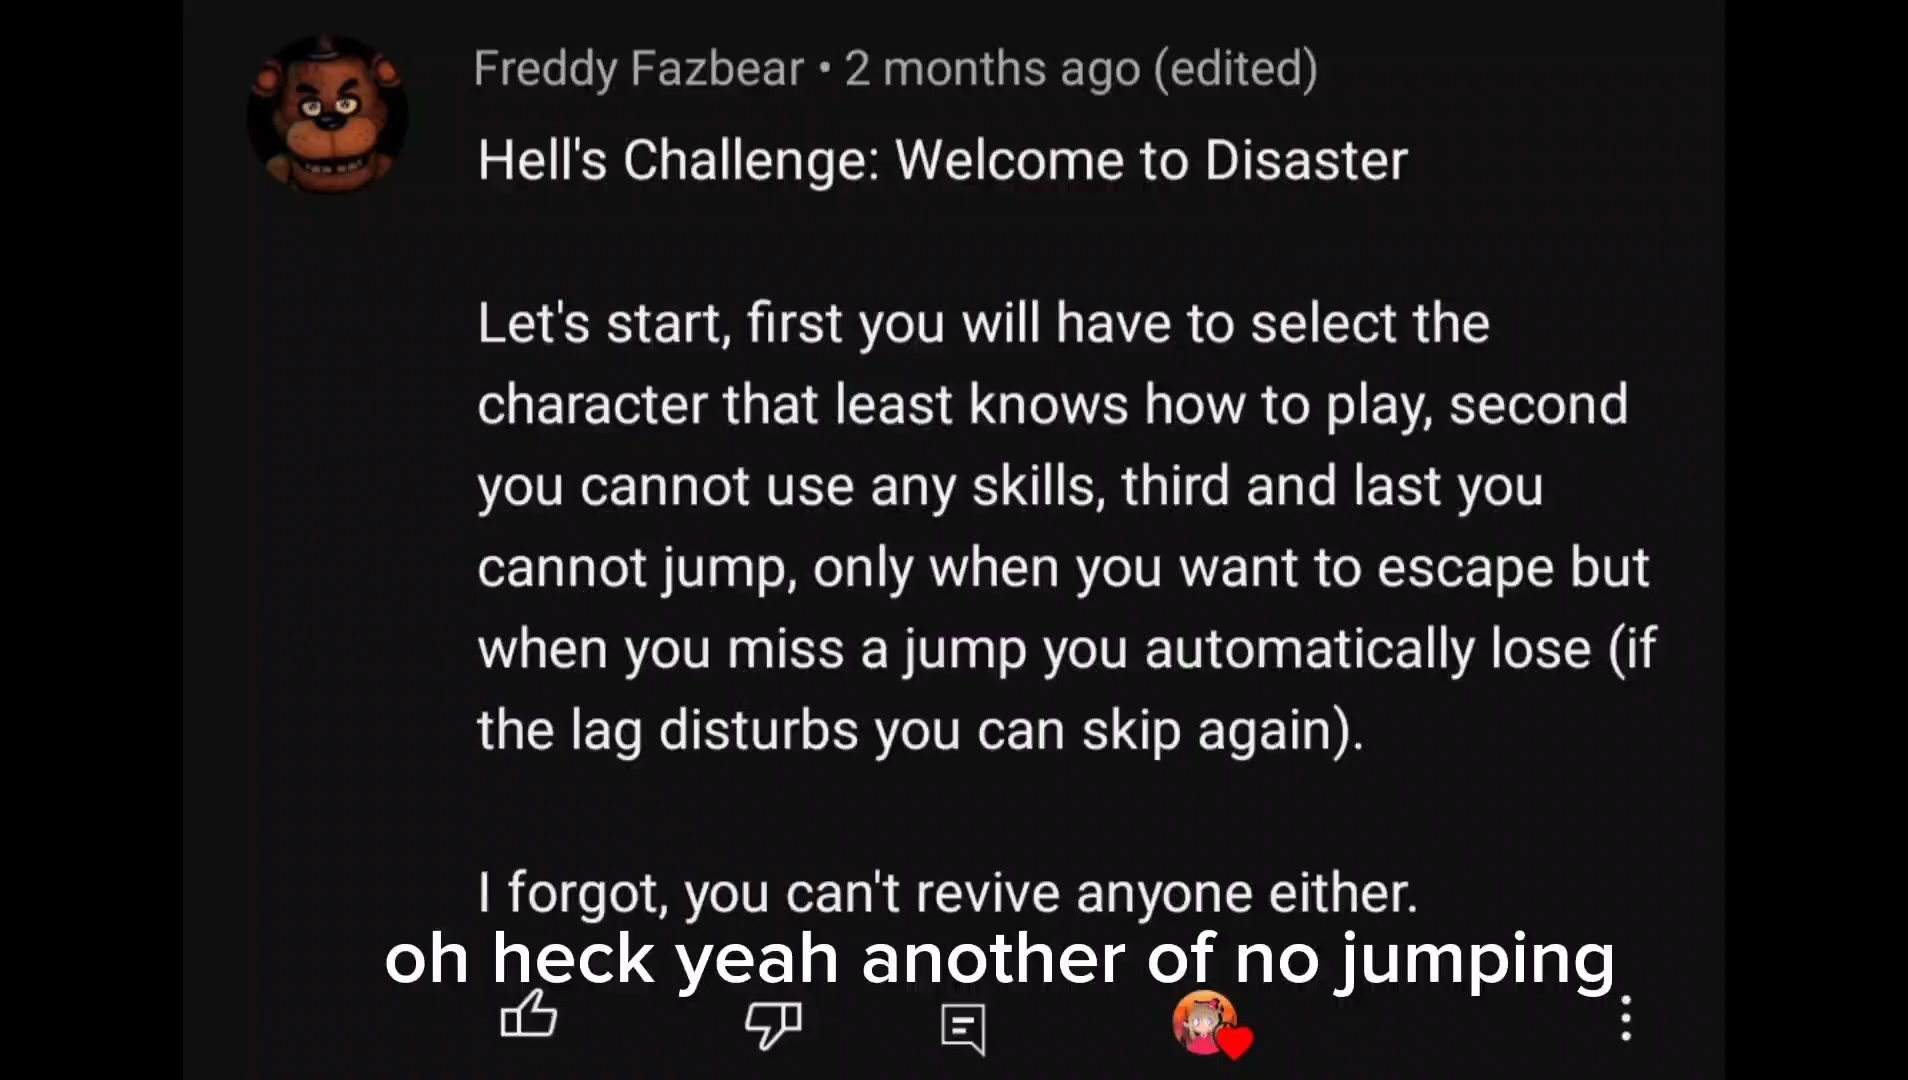 Freddy Fazbear • 2 months ago (edited)
Hell's Challenge: Welcome to Disaster
Let's start, first you will have to select the
character that least knows how to play, second
you cannot use any skills, third and last you
cannot jump, only when you want to escape but
when you miss a jump you automatically lose (if
the lag disturbs you can skip again).
I forgot, you can't revive anyone either.
oh heck yeah another of no jumping